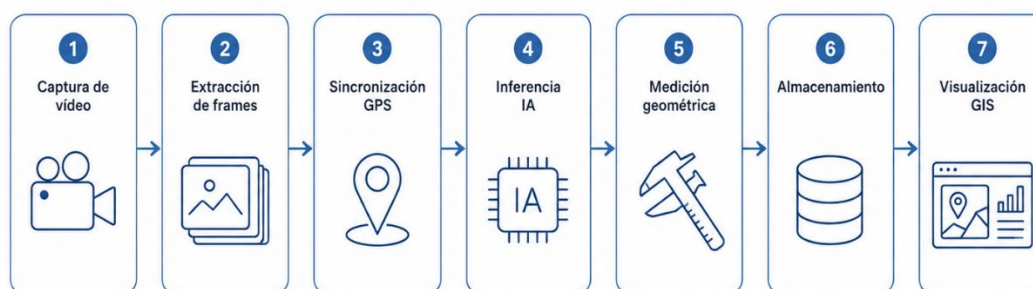 1
Captura de
vídeo
2
Extracción
de frames
3
Sincronización
GPS
4
Inferencia
IA
IA
5
Medición
geométrica
6
Almacenamiento
7
Visualización
GIS